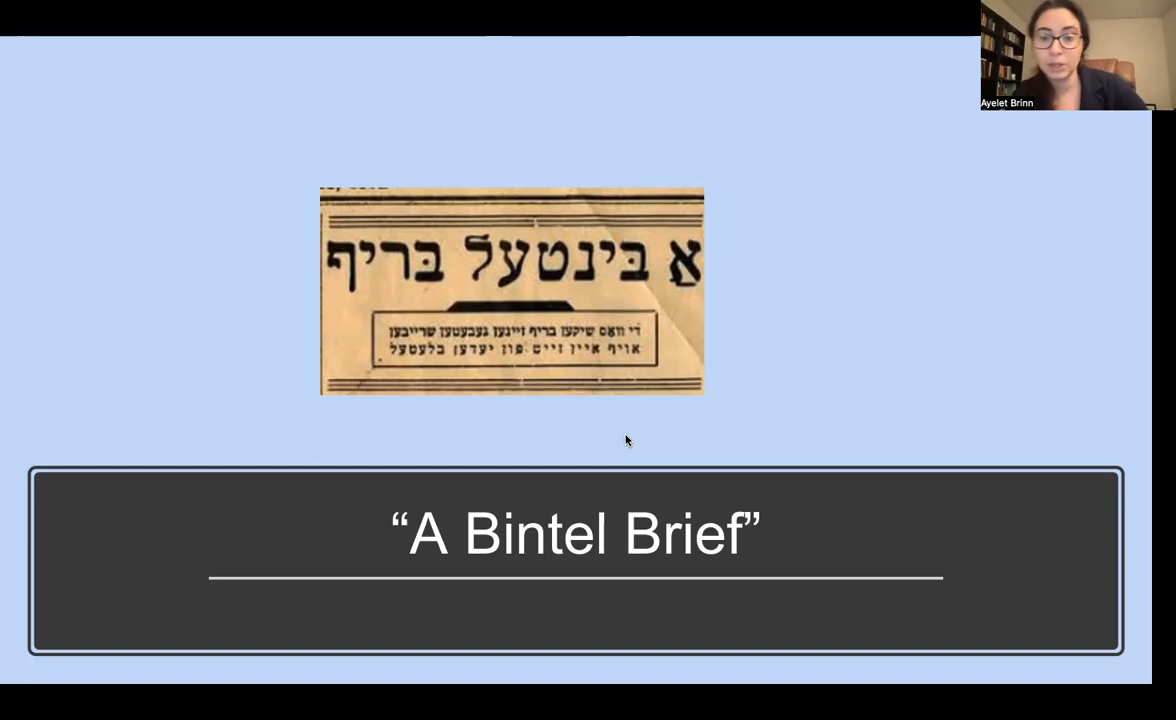 Ayelet Brinn
אַ בינטעל בריף
די וואס שיקען בריף זיינען געבעטען שרייבען
אויף איין זייט פון יעדען בלעטעל
“A Bintel Brief”